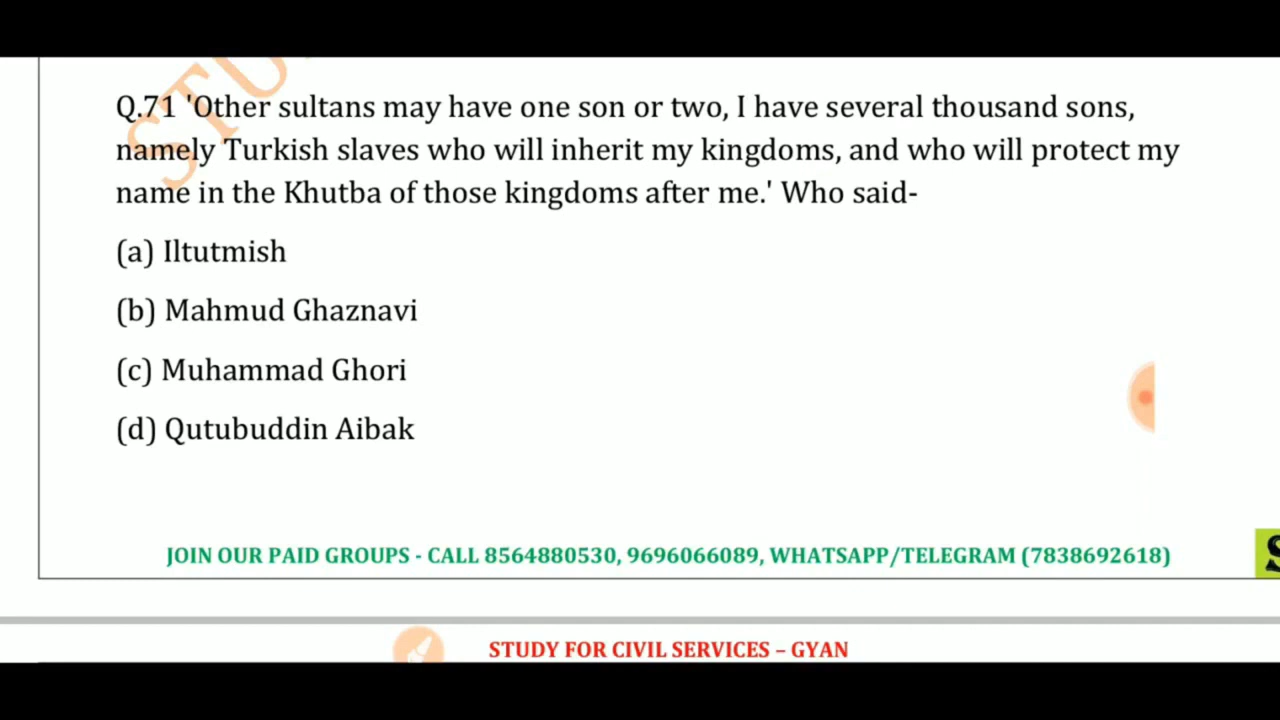 Q.71 'Other sultans may have one son or two, I have several thousand sons,
namely Turkish slaves who will inherit my kingdoms, and who will protect my
name in the Khutba of those kingdoms after me.' Who said-
(a) Iltutmish
(b) Mahmud Ghaznavi
(c) Muhammad Ghori
(d) Qutubuddin Aibak
JOIN OUR PAID GROUPS - CALL 8564880530, 9696066089, WHATSAPP/TELEGRAM (7838692618)
STUDY FOR CIVIL SERVICES – GYAN